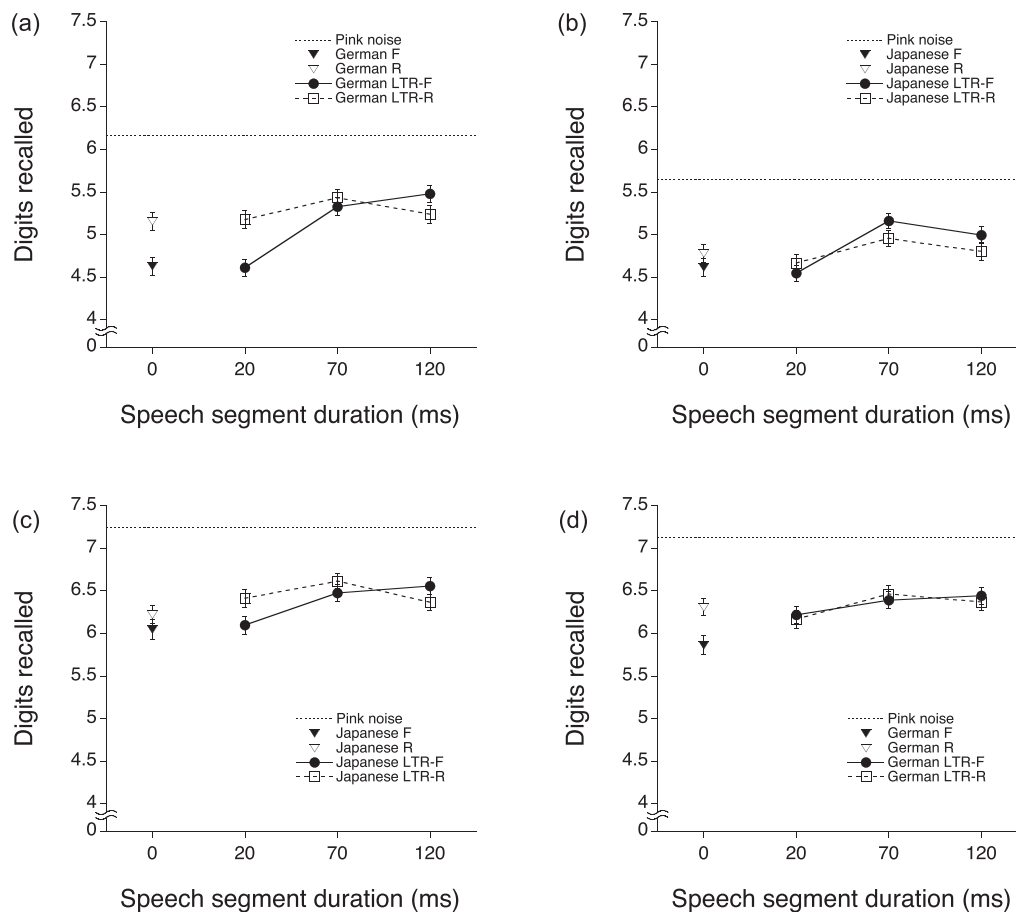 (a)
7.5
7
6.5
6
5.5
5
4.5
4
0
Digits recalled
Pink noise
German F
German R
German LTR-F
German LTR-R
0 20 70 120
Speech segment duration (ms)
(b)
7.5
7
6.5
6
5.5
5
4.5
4
0
Digits recalled
Pink noise
Japanese F
Japanese R
Japanese LTR-F
Japanese LTR-R
0 20 70 120
Speech segment duration (ms)
(c)
7.5
7
6.5
6
5.5
5
4.5
4
0
Digits recalled
Pink noise
Japanese F
Japanese R
Japanese LTR-F
Japanese LTR-R
0 20 70 120
Speech segment duration (ms)
(d)
7.5
7
6.5
6
5.5
5
4.5
4
0
Digits recalled
Pink noise
German F
German R
German LTR-F
German LTR-R
0 20 70 120
Speech segment duration (ms)